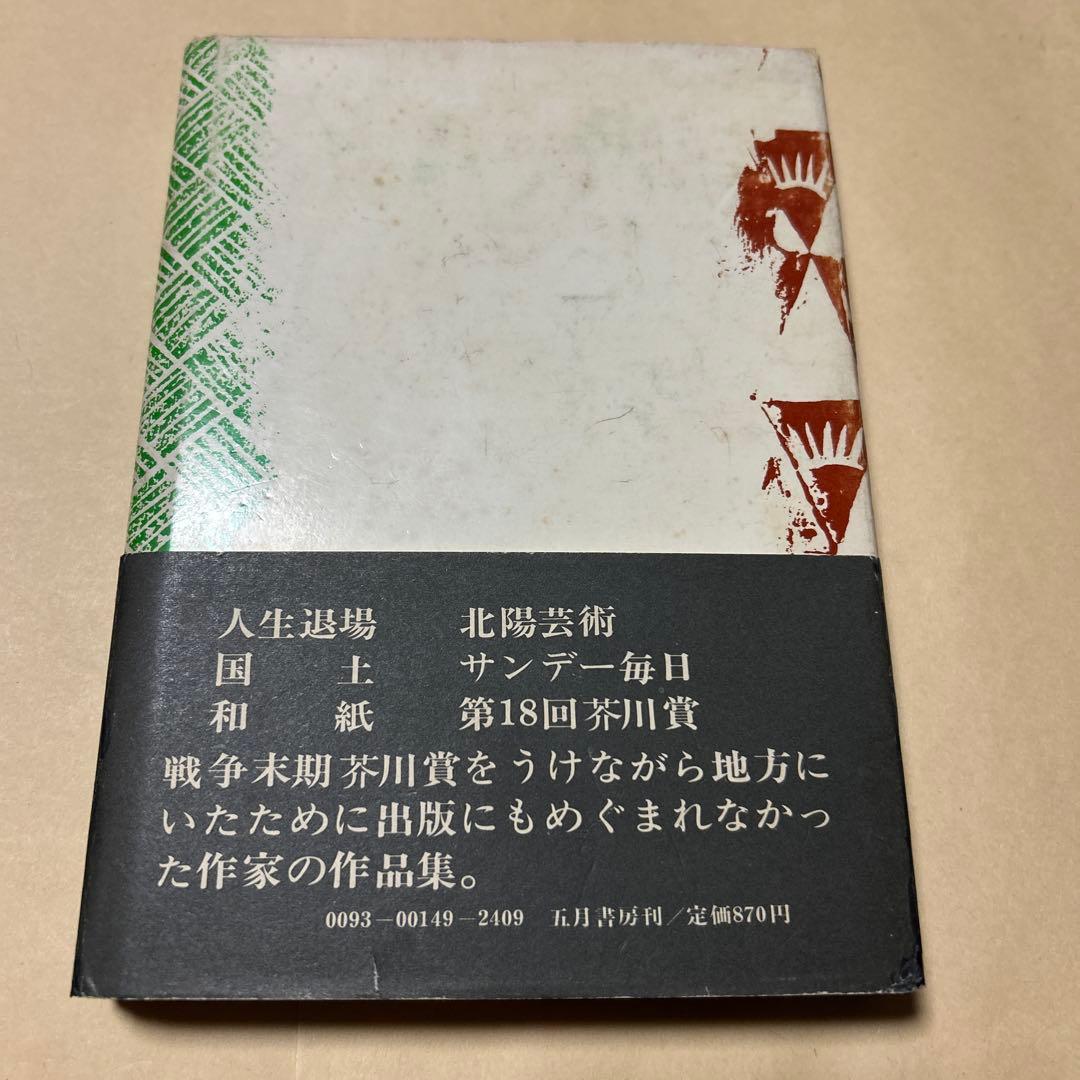 人生退場 北陽芸術
国土 サンデー毎日
和紙 第18回芥川賞
戦争末期芥川賞をうけながら地方に
いたために出版にもめぐまれなかっ
た作家の作品集。
0093-00149-2409 五月書房刊/定価870円